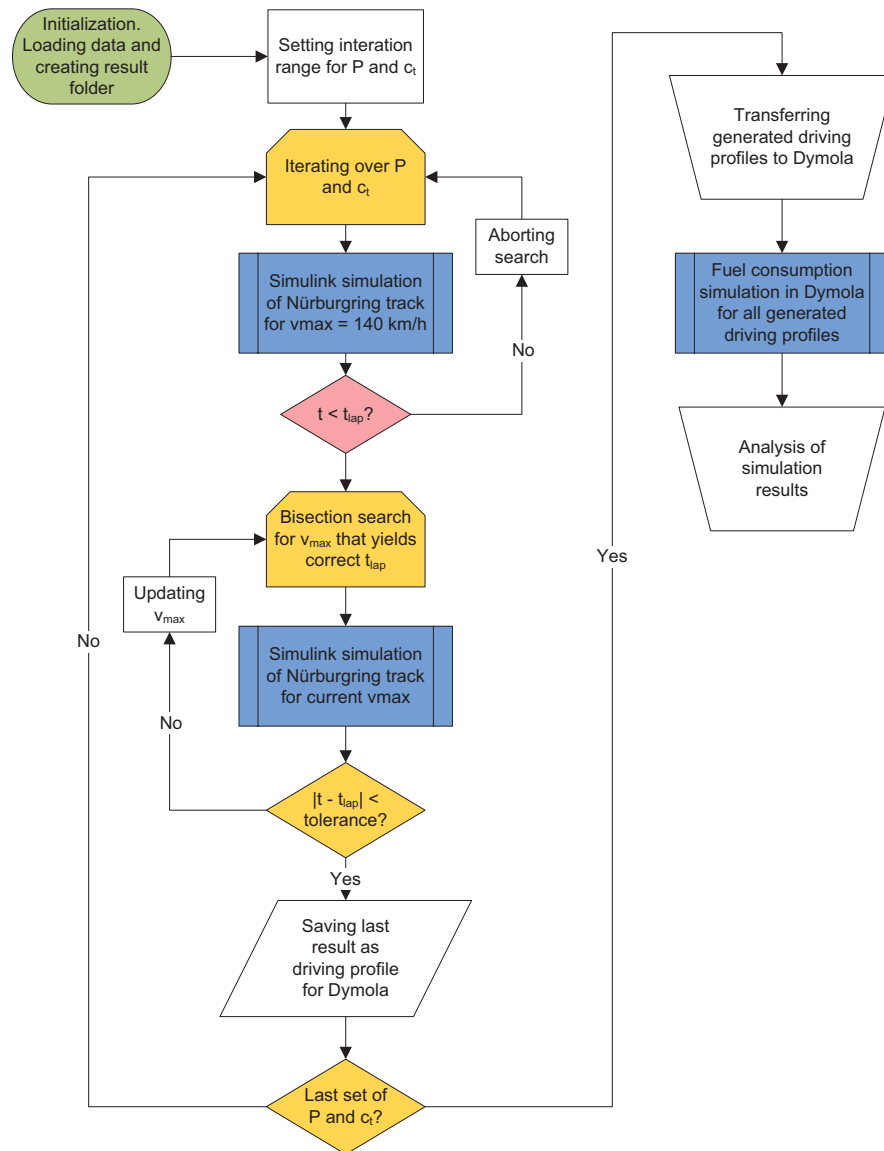 Initialization.
Loading data and
creating result
folder
Setting interation
range for P and cₜ
Iterating over P
and cₜ
Aborting
search
Simulink simulation
of Nürburgring track
for vmax = 140 km/h
No
t < tₗₐₚ?
Bisection search
for vₘₐₓ that yields
correct tₗₐₚ
Updating
vₘₐₓ
No
Simulink simulation
of Nürburgring track
for current vmax
No
|t - tₗₐₚ| <
tolerance?
Yes
Saving last
result as
driving profile
for Dymola
Last set of
P and cₜ?
Yes
Transferring
generated driving
profiles to Dymola
Fuel consumption
simulation in Dymola
for all generated
driving profiles
Analysis of
simulation
results